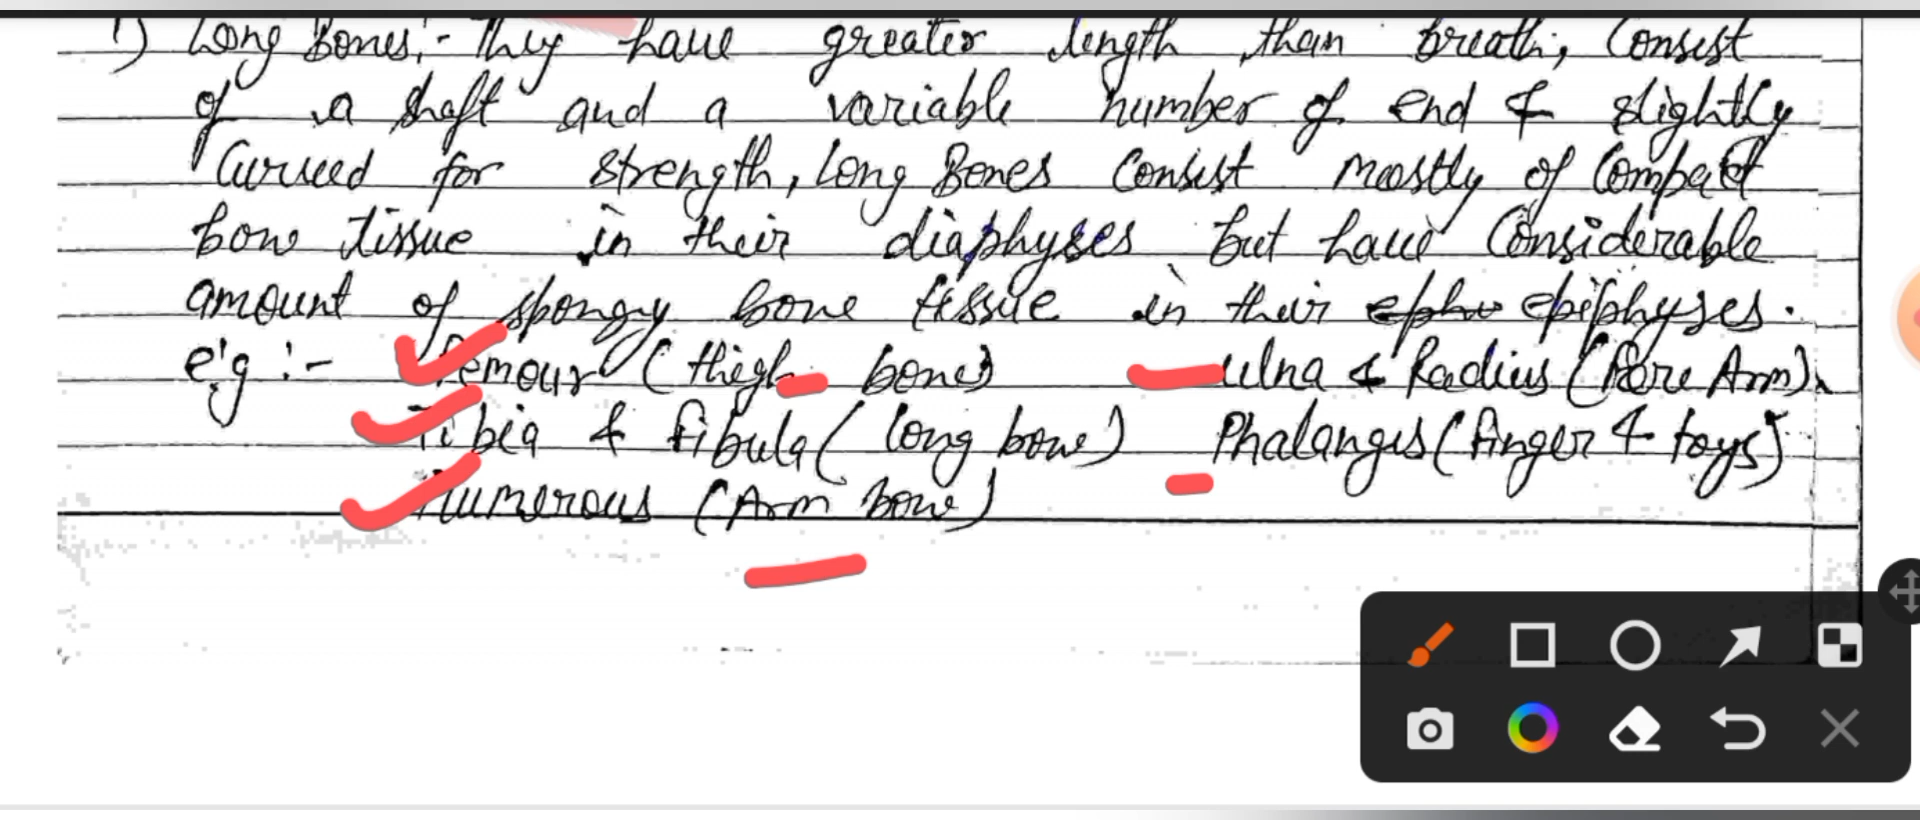 1) Long Bones:- They have greater length than breath, Consist
of a shaft and a variable number of end & slightly
Curved for strength, Long Bones Consist mostly of Compact
bone tissue in their diaphyses but have Considerable
amount of spongy bone tissue in their epiphyses.
e.g:- Femour (thigh bone) Ulna & Radius (Fore Arm)
Tibia & Fibula (long bone) Phalanges (finger & toys)
Humerous (Arm bone)